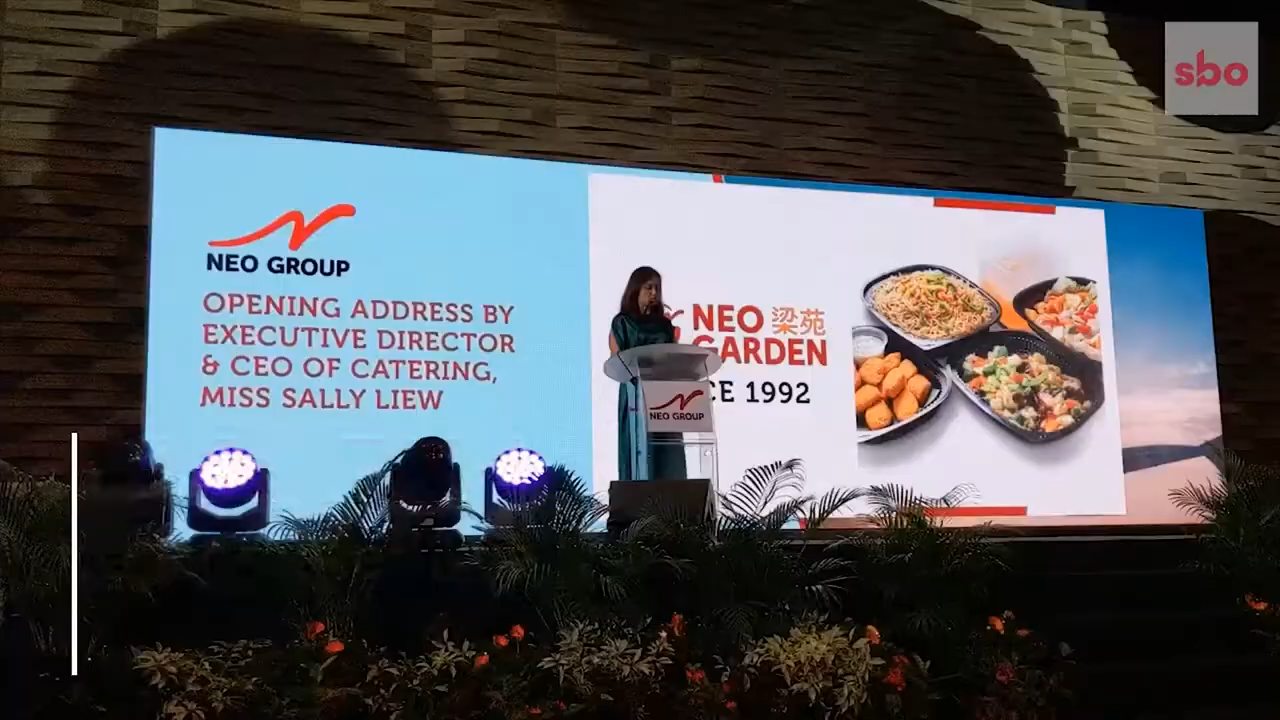 sbo
NEO GROUP
OPENING ADDRESS BY
EXECUTIVE DIRECTOR
& CEO OF CATERING,
MISS SALLY LIEW
NEO 梁苑
GARDEN
1992
NEO GROUP